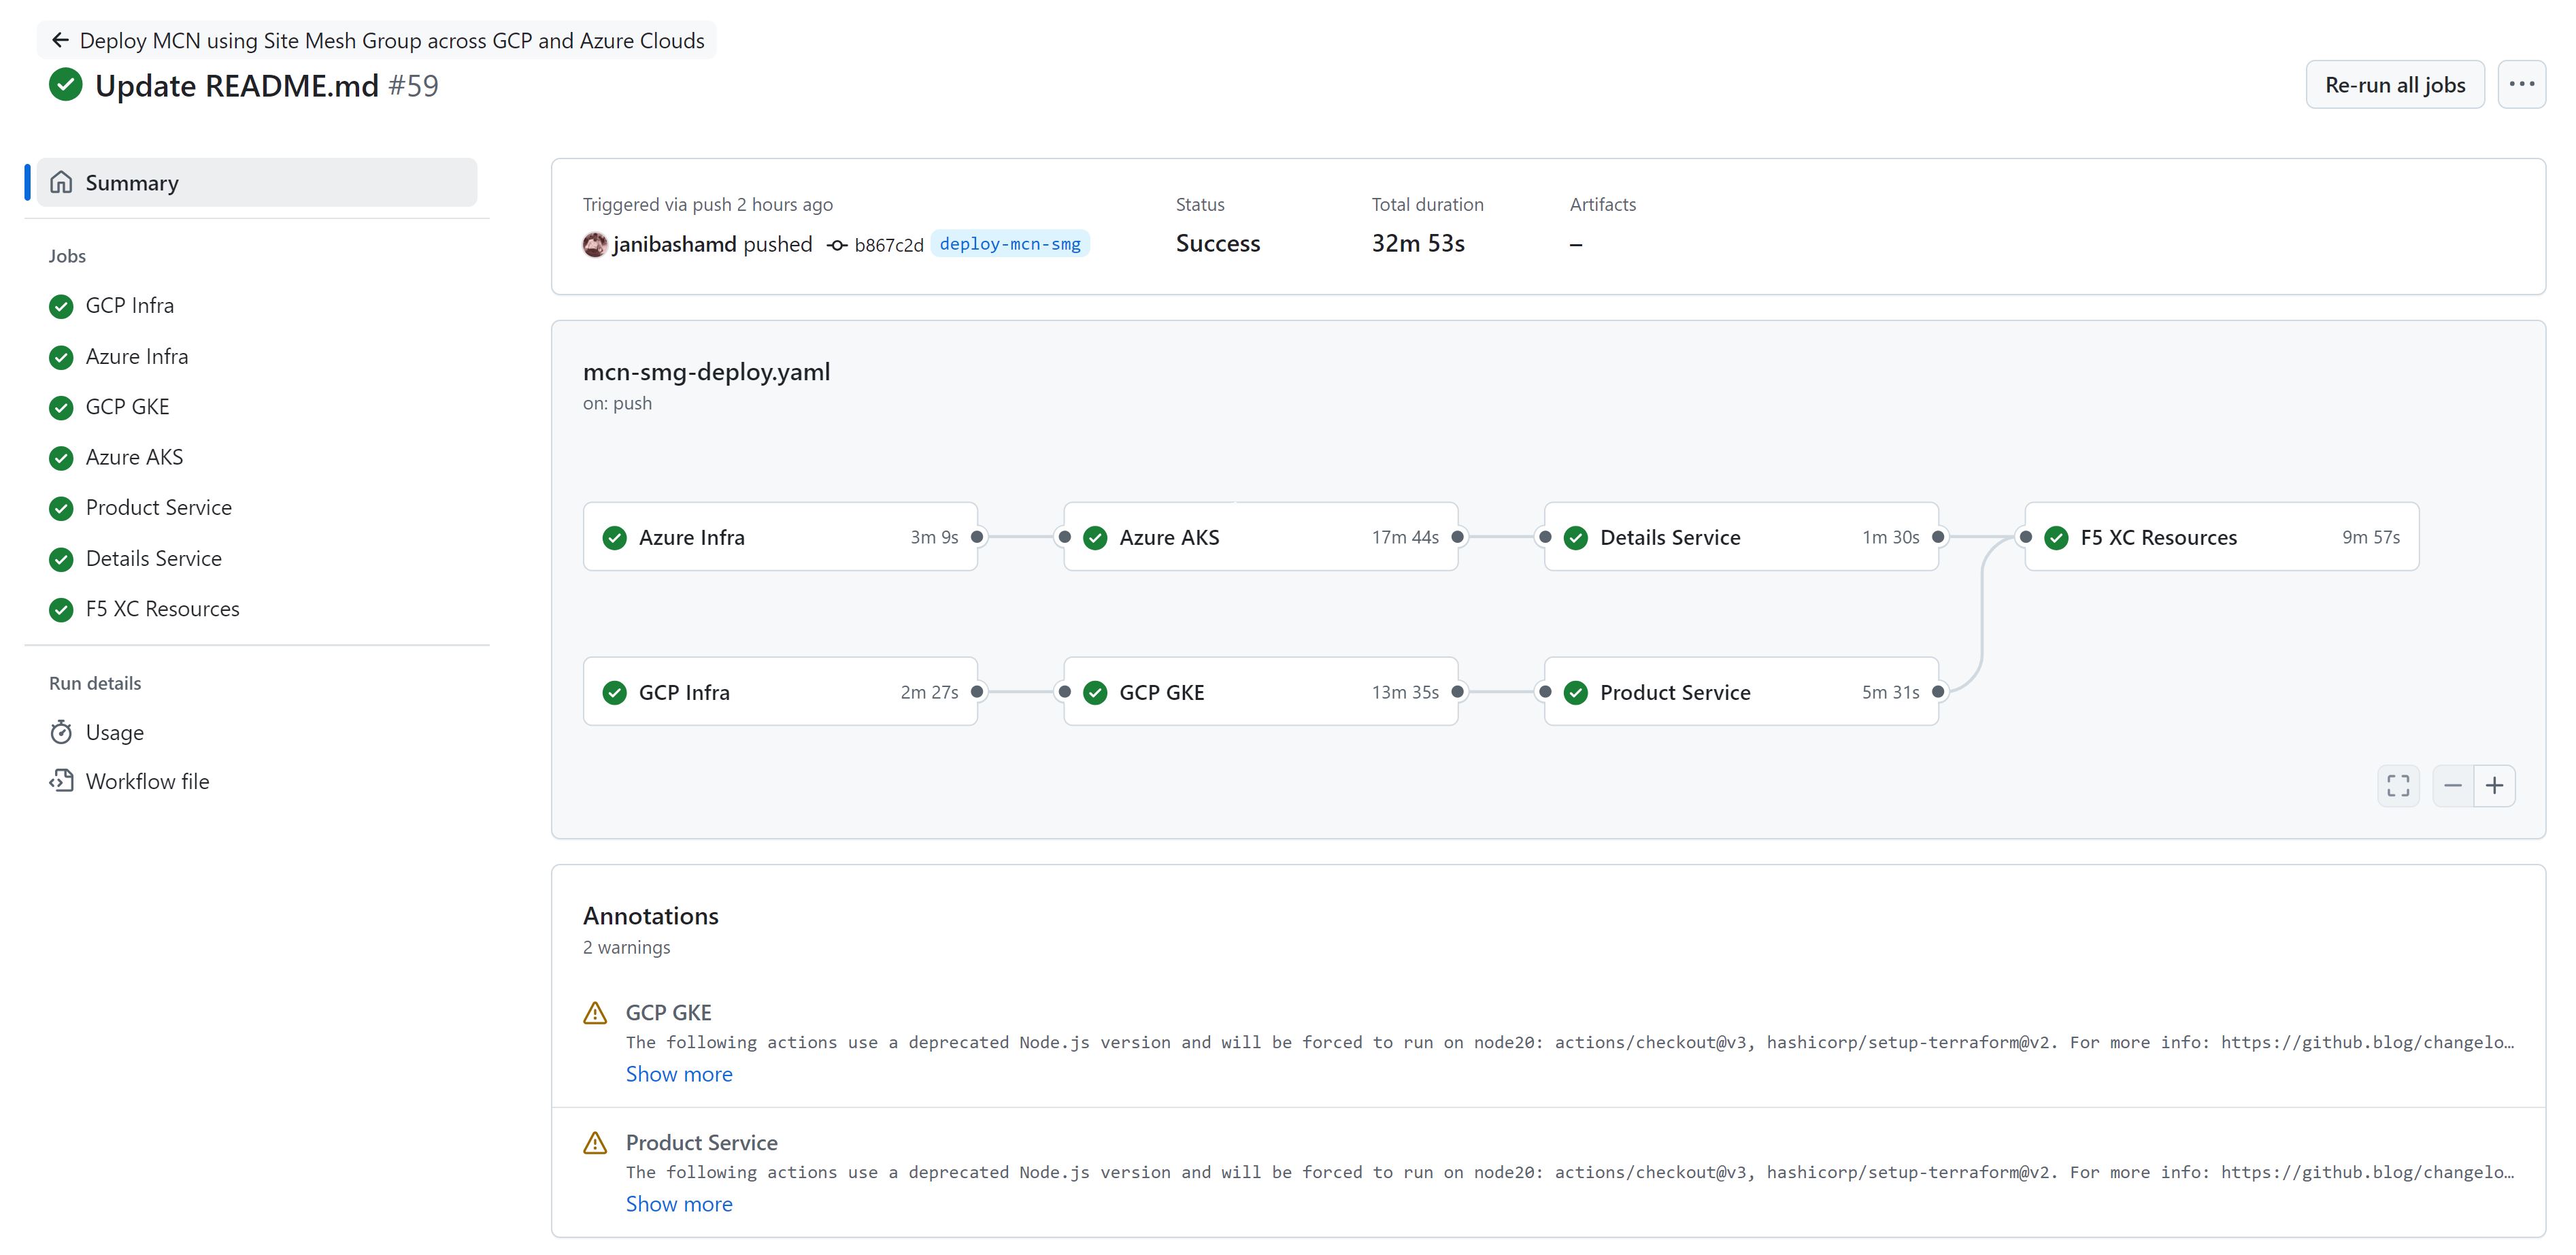 Deploy MCN using Site Mesh Group across GCP and Azure Clouds
Update README.md #59
Re-run all jobs
Summary
Jobs
GCP Infra
Azure Infra
GCP GKE
Azure AKS
Product Service
Details Service
F5 XC Resources
Run details
Usage
Workflow file
Triggered via push 2 hours ago
janibashamd pushed b867c2d deploy-mcn-smg
Status
Success
Total duration
32m 53s
Artifacts
–
mcn-smg-deploy.yaml
on: push
Azure Infra 3m 9s
Azure AKS 17m 44s
Details Service 1m 30s
F5 XC Resources 9m 57s
GCP Infra 2m 27s
GCP GKE 13m 35s
Product Service 5m 31s
Annotations
2 warnings
GCP GKE
The following actions use a deprecated Node.js version and will be forced to run on node20: actions/checkout@v3, hashicorp/setup-terraform@v2. For more info: https://github.blog/changelo…
Show more
Product Service
The following actions use a deprecated Node.js version and will be forced to run on node20: actions/checkout@v3, hashicorp/setup-terraform@v2. For more info: https://github.blog/changelo…
Show more